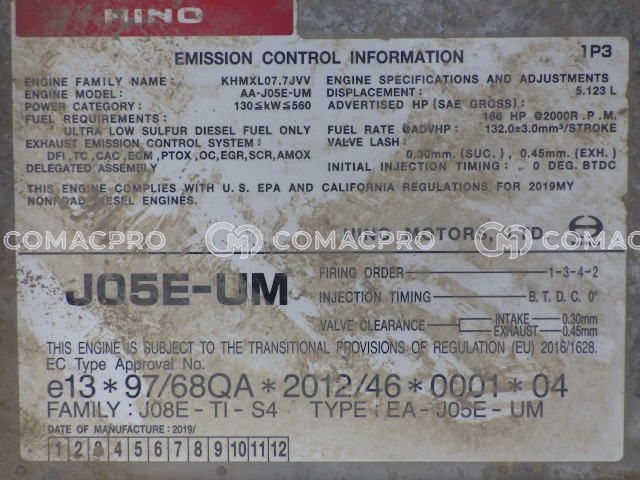 HINO
EMISSION CONTROL INFORMATION 1P3
ENGINE FAMILY NAME : KHMXL07.7JVV
ENGINE MODEL: AA-J05E-UM
POWER CATEGORY: 130≤kW≤560
FUEL REQUIREMENTS:
ULTRA LOW SULFUR DIESEL FUEL ONLY
EXHAUST EMISSION CONTROL SYSTEM :
DFI,TC,CAC,ECM,PTOX,OC,EGR,SCR,AMOX
DELEGATED ASSEMBLY
ENGINE SPECIFICATIONS AND ADJUSTMENTS
DISPLACEMENT: 5.123 L
ADVERTISED HP (SAE GROSS):
166 HP @2000R.P.M.
FUEL RATE @ADVHP: 132.0±3.0mm³/STROKE
VALVE LASH:
0.30mm (SUC.), 0.45mm (EXH.)
INITIAL INJECTION TIMING: 0 DEG. BTDC
THIS ENGINE COMPLIES WITH U.S. EPA AND CALIFORNIA REGULATIONS FOR 2019MY
NONROAD DIESEL ENGINES.
HINO MOTORS, LTD.
COMACPRO COMACPRO COMACPRO
J05E-UM
FIRING ORDER 1-3-4-2
INJECTION TIMING B.T.D.C. 0°
VALVE CLEARANCE INTAKE 0.30mm
EXHAUST 0.45mm
THIS ENGINE IS SUBJECT TO THE TRANSITIONAL PROVISIONS OF REGULATION (EU) 2016/1628.
EC Type Approval No.
e13*97/68QA*2012/46*0001*04
FAMILY: J08E-TI-S4 TYPE: EA-J05E-UM
DATE OF MANUFACTURE: 2019/
1 2 3 4 5 6 7 8 9 10 11 12